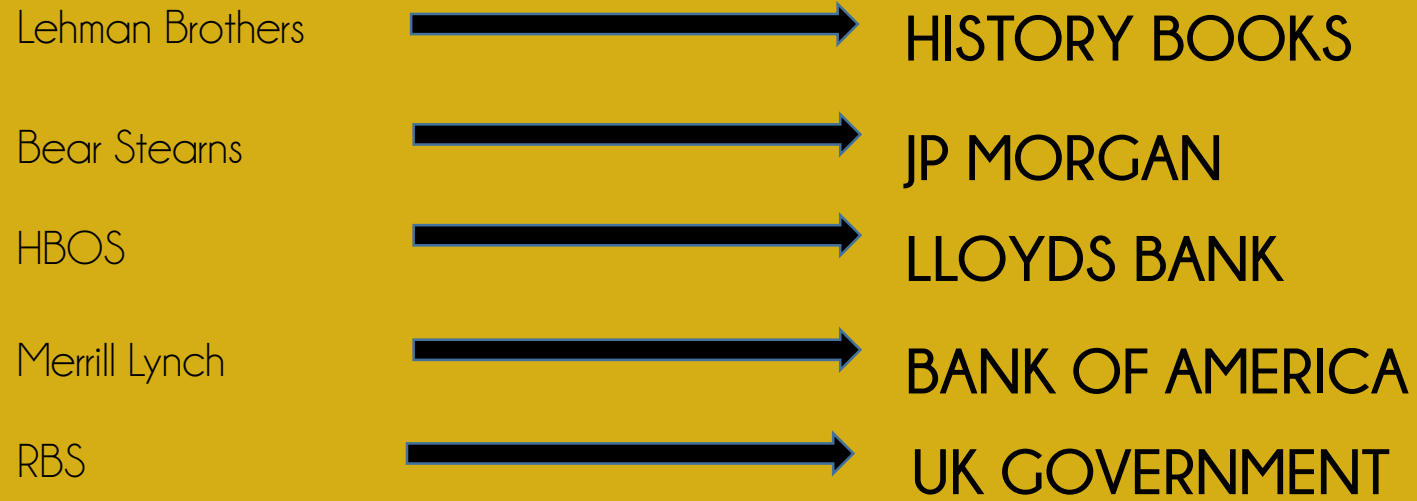 Lehman Brothers HISTORY BOOKS
Bear Stearns JP MORGAN
HBOS LLOYDS BANK
Merrill Lynch BANK OF AMERICA
RBS UK GOVERNMENT